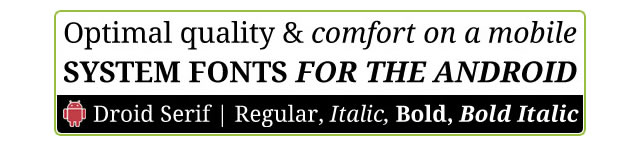 Optimal quality & comfort on a mobile
SYSTEM FONTS FOR THE ANDROID
Droid Serif | Regular, Italic, Bold, Bold Italic